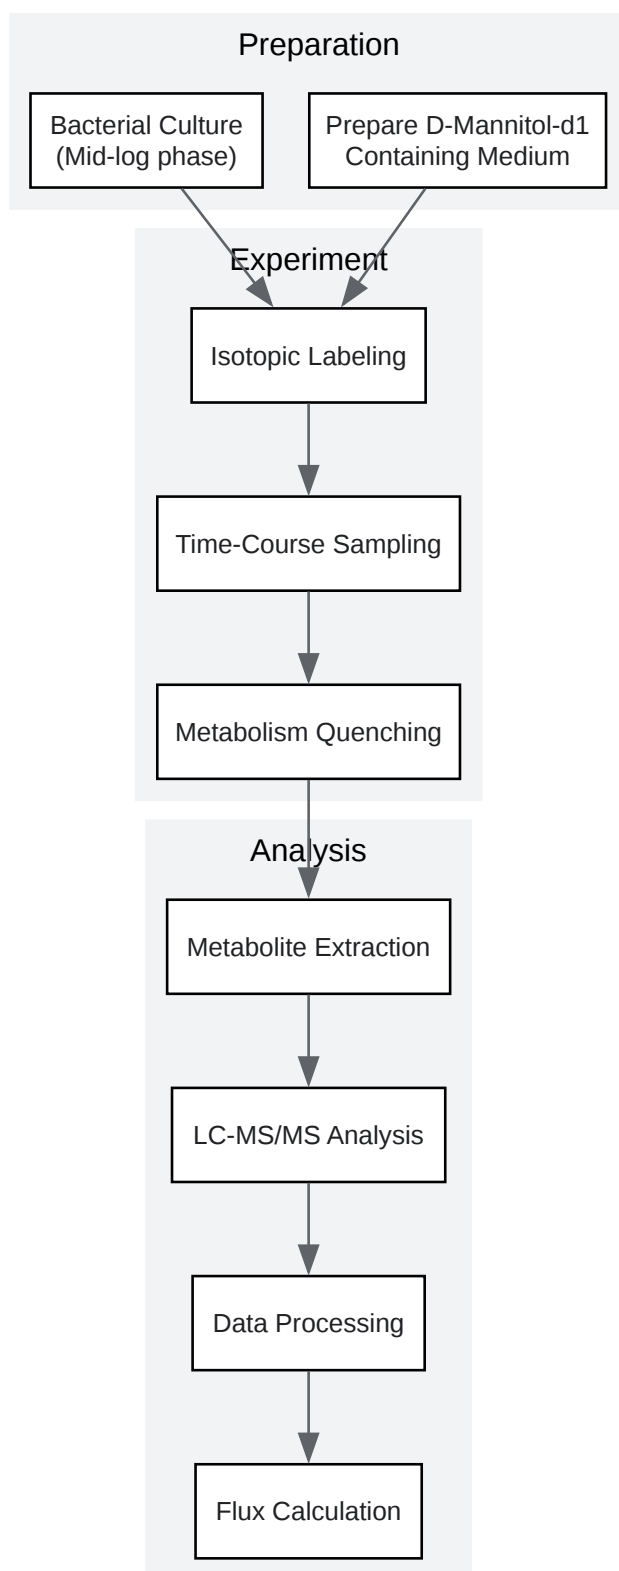 Preparation
Bacterial Culture
(Mid-log phase)
Prepare D-Mannitol-d1
Containing Medium
Experiment
Isotopic Labeling
Time-Course Sampling
Metabolism Quenching
Analysis
Metabolite Extraction
LC-MS/MS Analysis
Data Processing
Flux Calculation